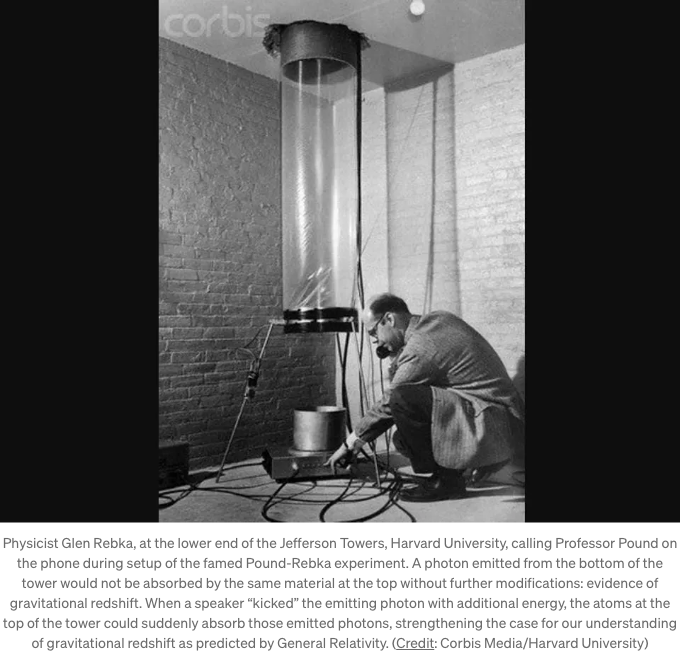 corbis
Physicist Glen Rebka, at the lower end of the Jefferson Towers, Harvard University, calling Professor Pound on
the phone during setup of the famed Pound-Rebka experiment. A photon emitted from the bottom of the
tower would not be absorbed by the same material at the top without further modifications: evidence of
gravitational redshift. When a speaker “kicked” the emitting photon with additional energy, the atoms at the
top of the tower could suddenly absorb those emitted photons, strengthening the case for our understanding
of gravitational redshift as predicted by General Relativity. (Credit: Corbis Media/Harvard University)